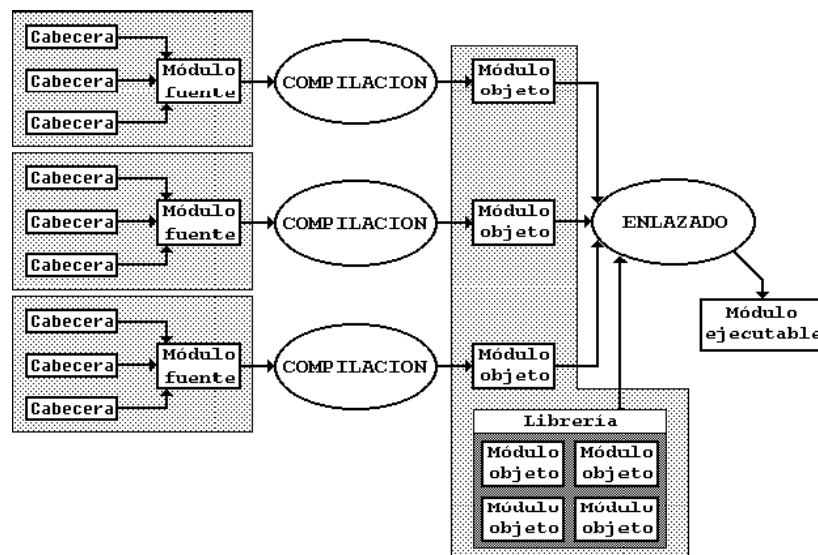 Cabecera
Cabecera
Cabecera
Módulo
fuente
COMPILACION
Módulo
objeto
Cabecera
Cabecera
Cabecera
Módulo
fuente
COMPILACION
Módulo
objeto
ENLAZADO
Módulo
ejecutable
Cabecera
Cabecera
Cabecera
Módulo
fuente
COMPILACION
Módulo
objeto
Librería
Módulo
objeto
Módulo
objeto
Módulo
objeto
Módulo
objeto